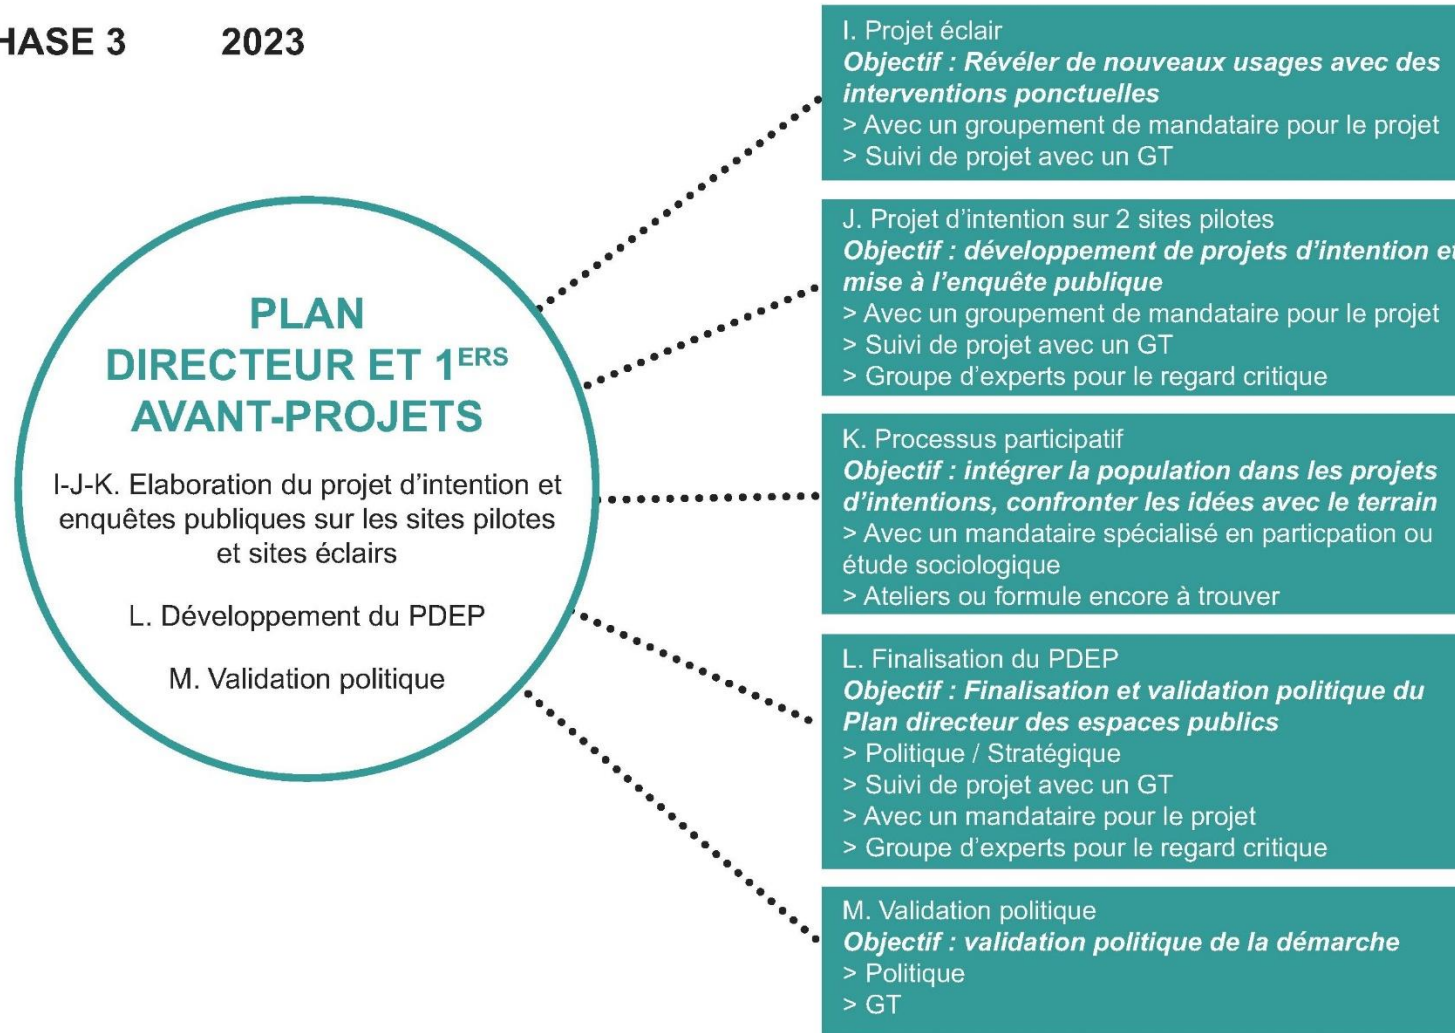 HASE 3 2023
PLAN
DIRECTEUR ET 1ERS
AVANT-PROJETS
I-J-K. Elaboration du projet d'intention et
enquêtes publiques sur les sites pilotes
et sites éclairs
L. Développement du PDEP
M. Validation politique
I. Projet éclair
Objectif : Révéler de nouveaux usages avec des
interventions ponctuelles
> Avec un groupement de mandataire pour le projet
> Suivi de projet avec un GT
J. Projet d'intention sur 2 sites pilotes
Objectif : développement de projets d'intention et
mise à l'enquête publique
> Avec un groupement de mandataire pour le projet
> Suivi de projet avec un GT
> Groupe d'experts pour le regard critique
K. Processus participatif
Objectif : intégrer la population dans les projets
d'intentions, confronter les idées avec le terrain
> Avec un mandataire spécialisé en particpation ou
étude sociologique
> Ateliers ou formule encore à trouver
L. Finalisation du PDEP
Objectif : Finalisation et validation politique du
Plan directeur des espaces publics
> Politique / Stratégique
> Suivi de projet avec un GT
> Avec un mandataire pour le projet
> Groupe d'experts pour le regard critique
M. Validation politique
Objectif : validation politique de la démarche
> Politique
> GT